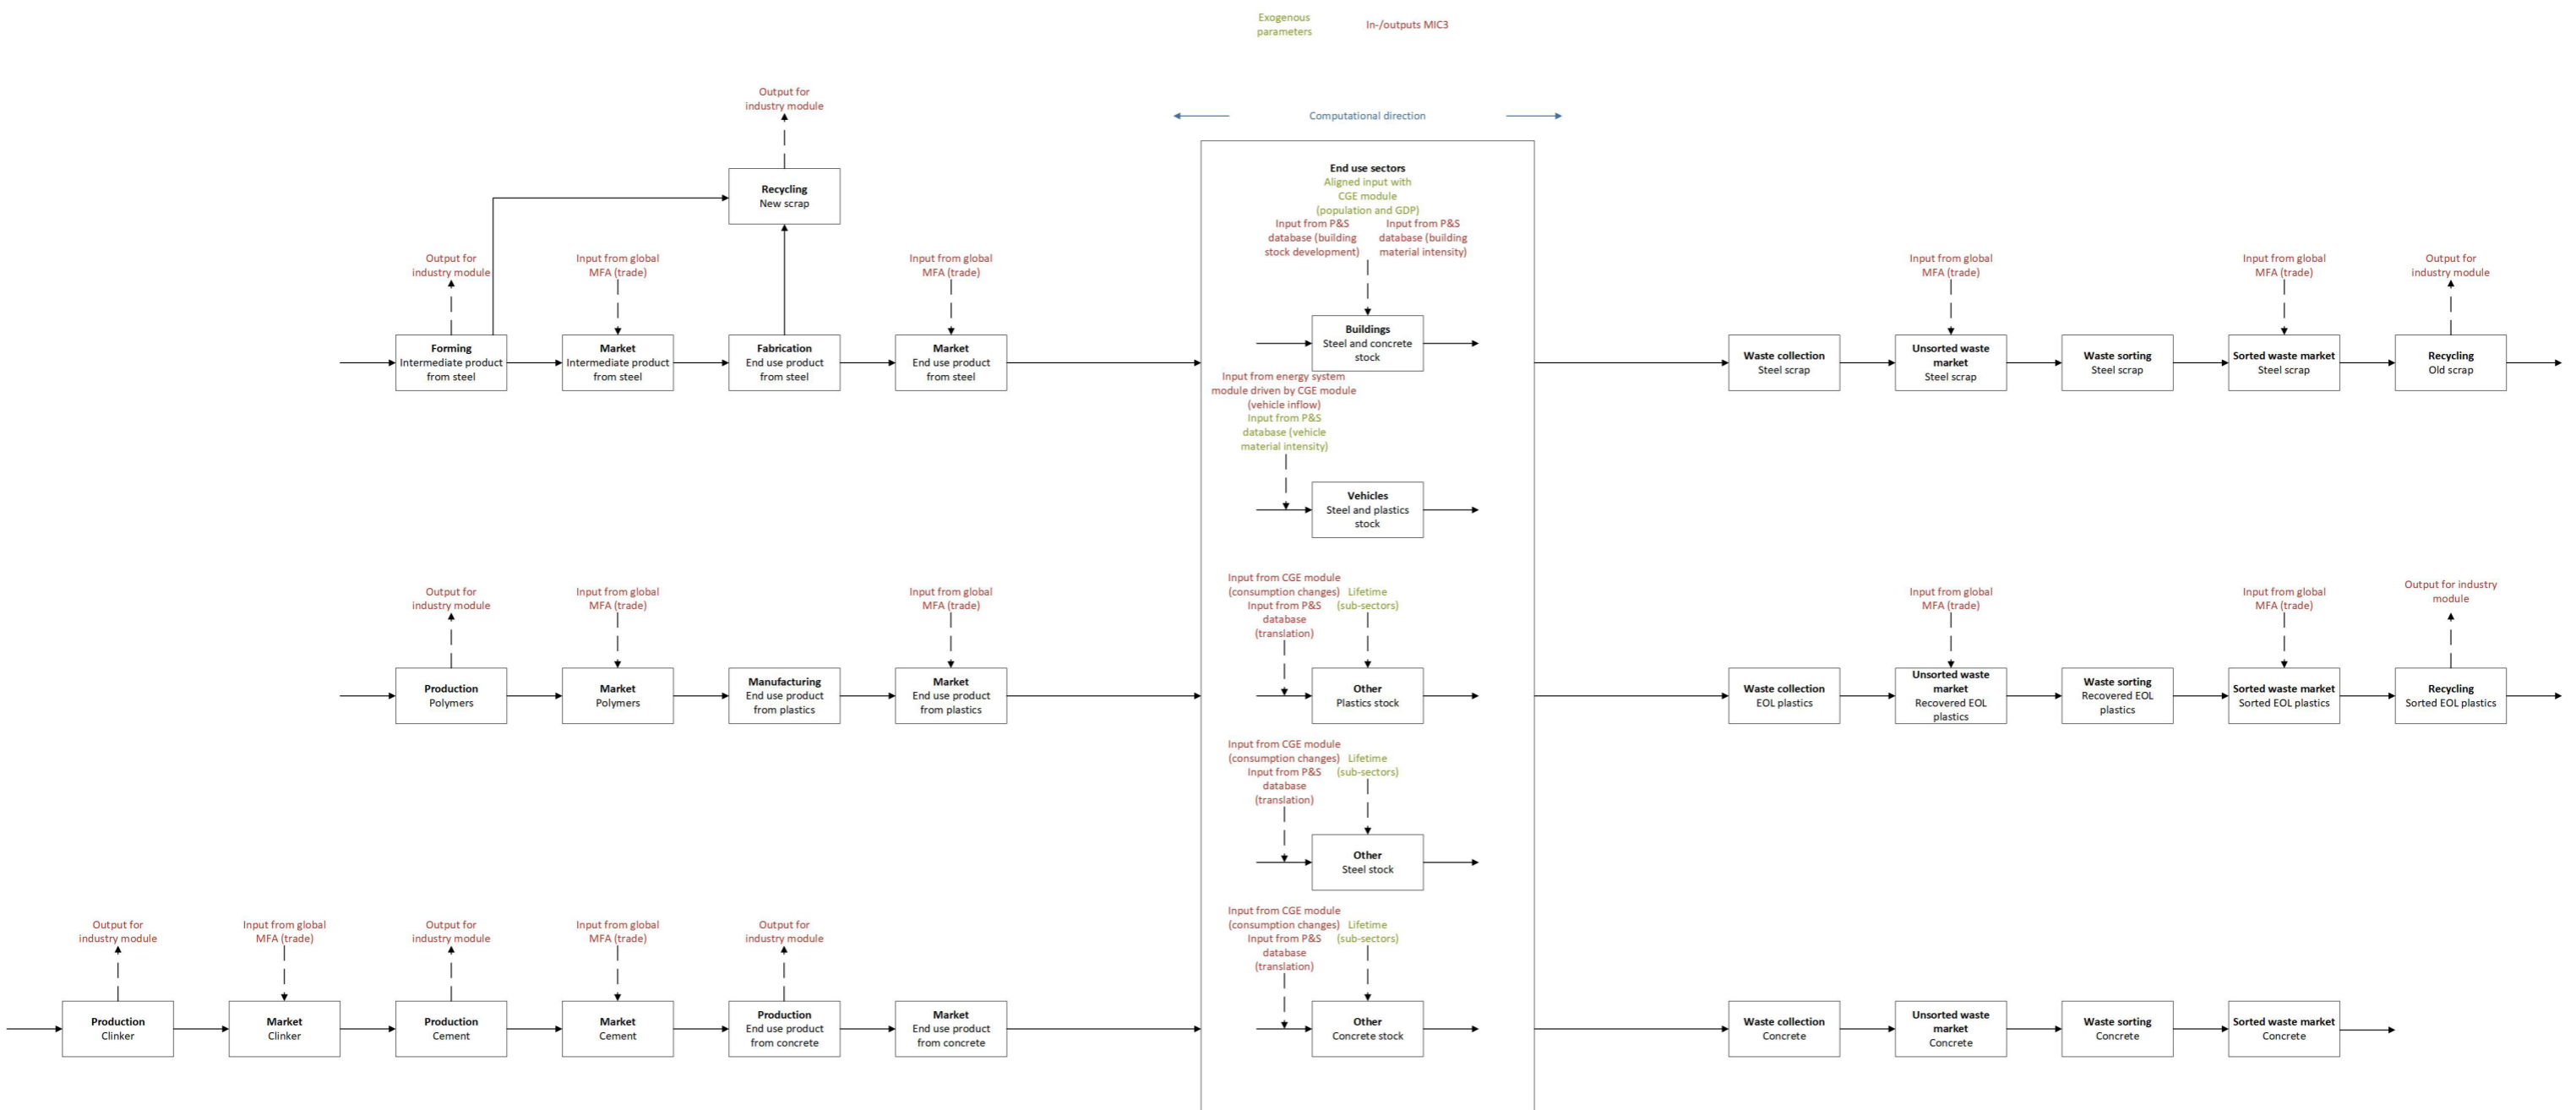 Exogenous
parameters
In-/outputs MIC3
Computational direction
Output for
industry module
Recycling
New scrap
Output for
industry module
Input from global
MFA (trade)
Input from global
MFA (trade)
Forming
Intermediate product
from steel
Market
Intermediate product
from steel
Fabrication
End use product
from steel
Market
End use product
from steel
End use sectors
Aligned input with
CGE module
(population and GDP)
Input from P&S
database (building
stock development)
Input from P&S
database (building
material intensity)
Buildings
Steel and concrete
stock
Input from energy system
module driven by CGE module
(vehicle inflow)
Input from P&S
database (vehicle
material intensity)
Vehicles
Steel and plastics
stock
Input from global
MFA (trade)
Input from global
MFA (trade)
Output for
industry module
Waste collection
Steel scrap
Unsorted waste
market
Steel scrap
Waste sorting
Steel scrap
Sorted waste market
Steel scrap
Recycling
Old scrap
Output for
industry module
Input from global
MFA (trade)
Input from global
MFA (trade)
Production
Polymers
Market
Polymers
Manufacturing
End use product
from plastics
Market
End use product
from plastics
Input from CGE module
(consumption changes)
Input from P&S
database
(translation)
Lifetime
(sub-sectors)
Other
Plastics stock
Input from global
MFA (trade)
Input from global
MFA (trade)
Output for industry
module
Waste collection
EOL plastics
Unsorted waste
market
Recovered EOL
plastics
Waste sorting
Recovered EOL
plastics
Sorted waste market
Sorted EOL plastics
Recycling
Sorted EOL plastics
Input from CGE module
(consumption changes)
Input from P&S
database
(translation)
Lifetime
(sub-sectors)
Other
Steel stock
Output for
industry module
Input from global
MFA (trade)
Output for
industry module
Input from global
MFA (trade)
Output for
industry module
Production
Clinker
Market
Clinker
Production
Cement
Market
Cement
Production
End use product
from concrete
Market
End use product
from concrete
Input from CGE module
(consumption changes)
Input from P&S
database
(translation)
Lifetime
(sub-sectors)
Other
Concrete stock
Waste collection
Concrete
Unsorted waste
market
Concrete
Waste sorting
Concrete
Sorted waste market
Concrete